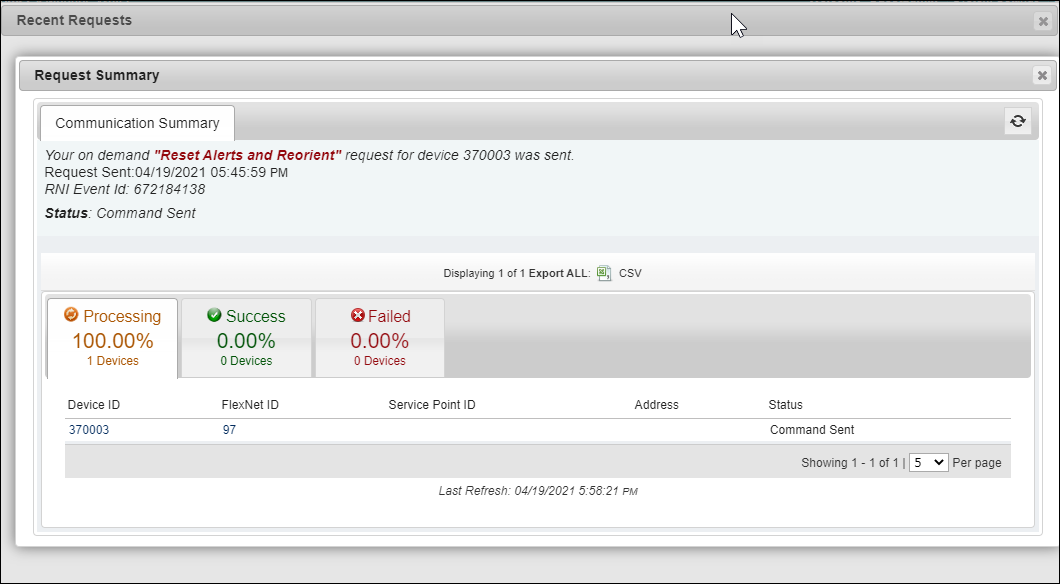 Recent Requests
Request Summary
Communication Summary
Your on demand "Reset Alerts and Reorient" request for device 370003 was sent.
Request Sent:04/19/2021 05:45:59 PM
RNI Event Id: 672184138
Status: Command Sent
Displaying 1 of 1 Export ALL: CSV
Processing Success Failed
100.00% 0.00% 0.00%
1 Devices 0 Devices 0 Devices
Device ID FlexNet ID Service Point ID Address Status
370003 97 Command Sent
Showing 1 - 1 of 1 | 5 Per page
Last Refresh: 04/19/2021 5:58:21 PM